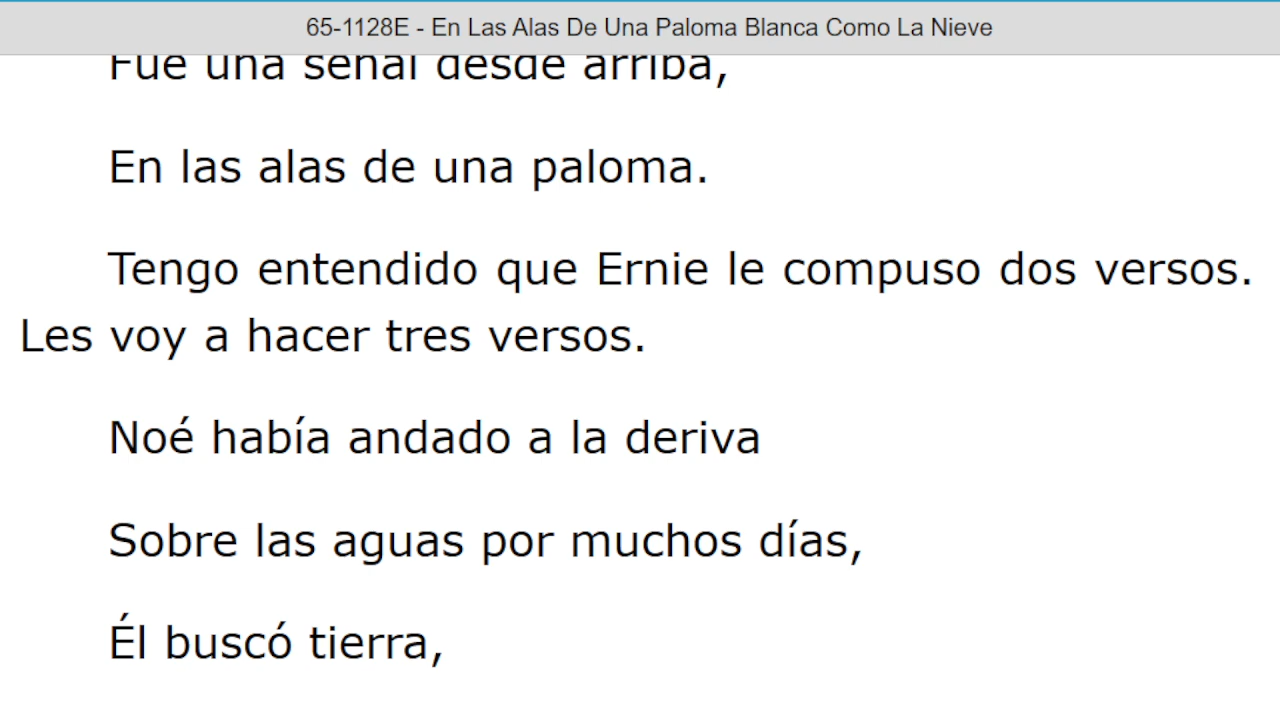 65-1128E - En Las Alas De Una Paloma Blanca Como La Nieve
Fue una señal desde arriba,
En las alas de una paloma.
Tengo entendido que Ernie le compuso dos versos.
Les voy a hacer tres versos.
Noé había andado a la deriva
Sobre las aguas por muchos días,
Él buscó tierra,